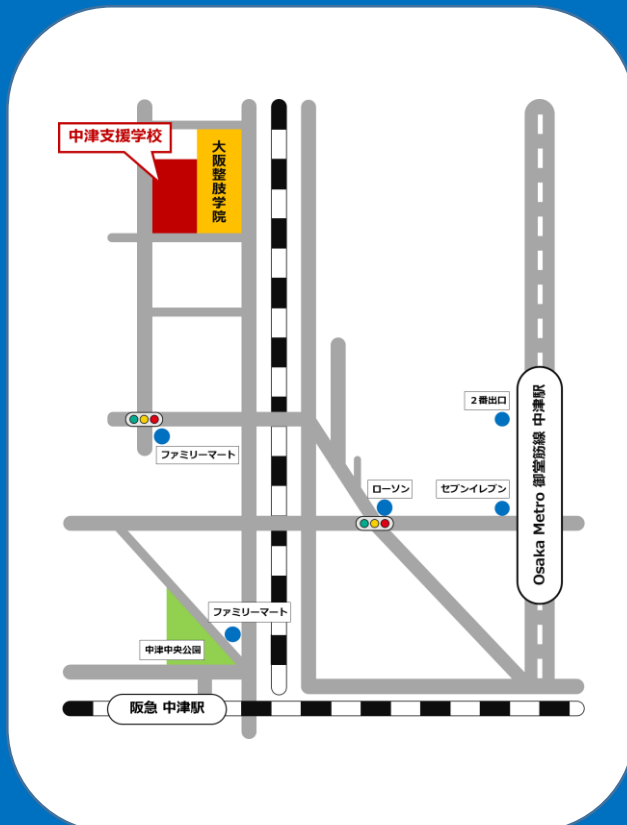 中津支援学校
大阪整肢学院
2番出口
ファミリーマート
ローソン
セブンイレブン
Osaka Metro 御堂筋線 中津駅
ファミリーマート
中津中央公園
阪急 中津駅